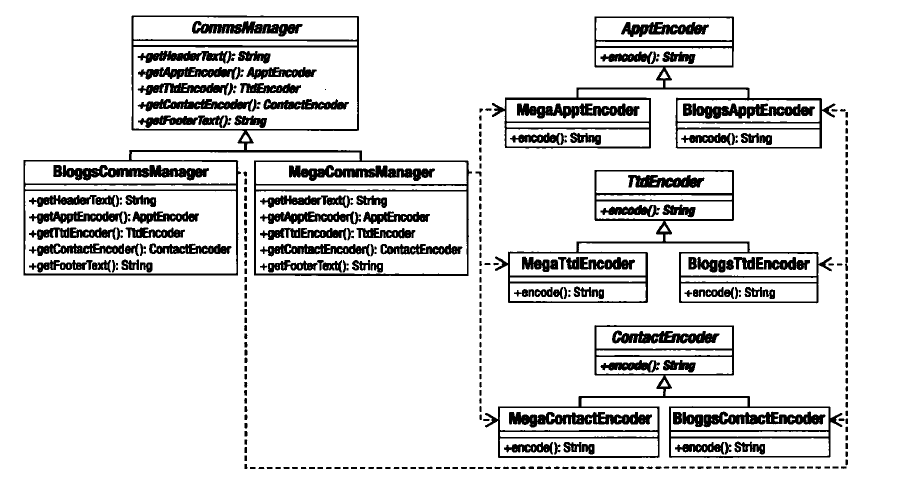 CommsManager
+getHeaderText(): String
+getApptEncoder(): ApptEncoder
+getTtdEncoder(): TtdEncoder
+getContactEncoder(): ContactEncoder
+getFooterText(): String
BloggsCommsManager
+getHeaderText(): String
+getApptEncoder(): ApptEncoder
+getTtdEncoder(): TtdEncoder
+getContactEncoder(): ContactEncoder
+getFooterText(): String
MegaCommsManager
+getHeaderText(): String
+getApptEncoder(): ApptEncoder
+getTtdEncoder(): TtdEncoder
+getContactEncoder(): ContactEncoder
+getFooterText(): String
ApptEncoder
+encode(): String
MegaApptEncoder
+encode(): String
BloggsApptEncoder
+encode(): String
TtdEncoder
+encode(): String
MegaTtdEncoder
+encode(): String
BloggsTtdEncoder
+encode(): String
ContactEncoder
+encode(): String
MegaContactEncoder
+encode(): String
BloggsContactEncoder
+encode(): String